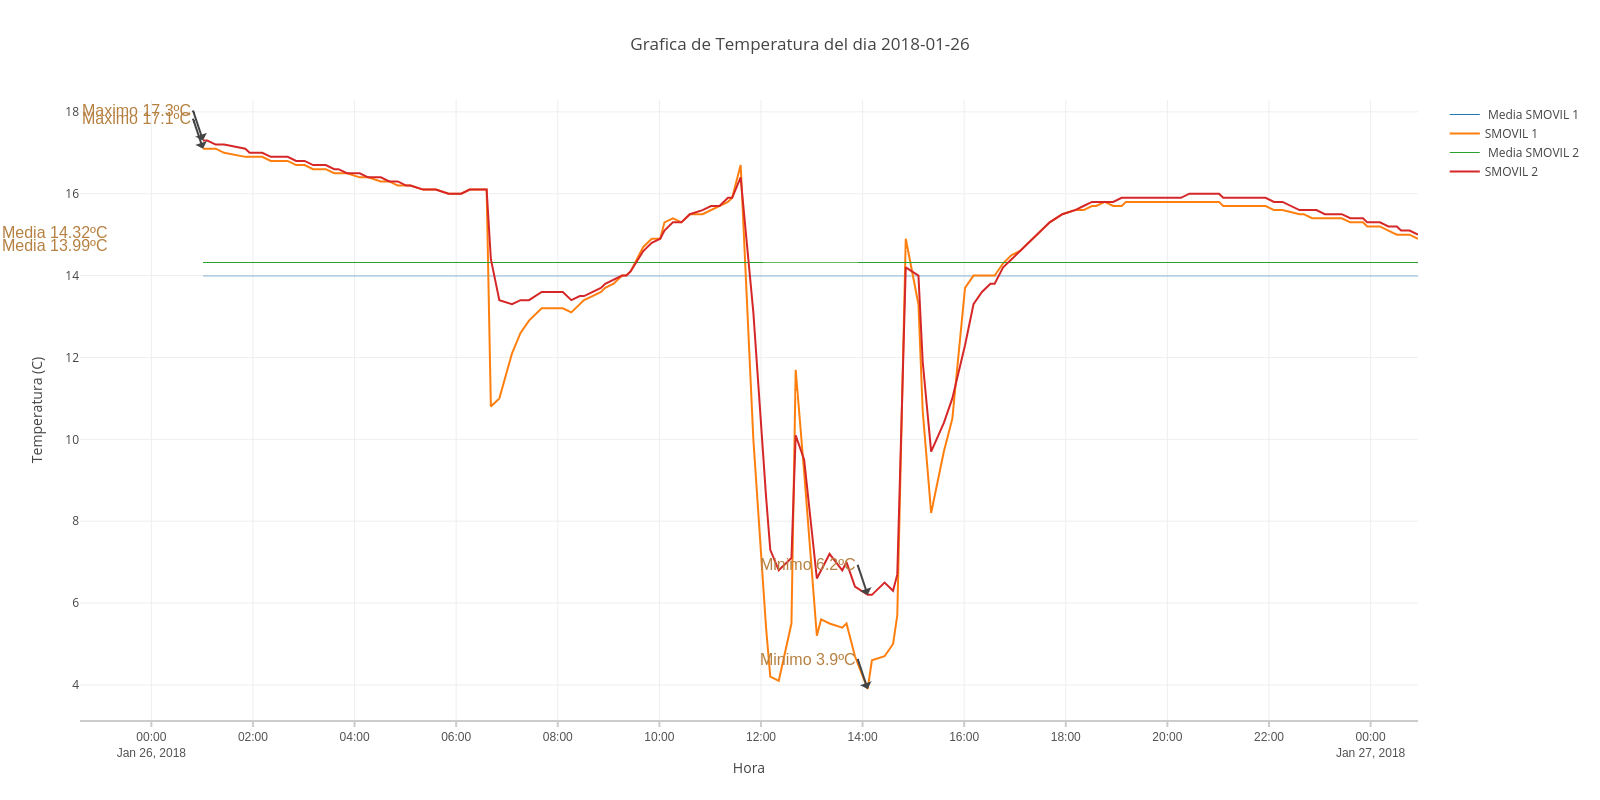 Grafica de Temperatura del dia 2018-01-26
Maximo 17.3ºC
Maximo 17.1ºC
Media 14.32ºC
Media 13.99ºC
Minimo 6.2ºC
Minimo 3.9ºC
18
16
14
12
10
8
6
4
Temperatura (C)
00:00 02:00 04:00 06:00 08:00 10:00 12:00 14:00 16:00 18:00 20:00 22:00 00:00
Jan 26, 2018 Jan 27, 2018
Hora
Media SMOVIL 1
SMOVIL 1
Media SMOVIL 2
SMOVIL 2